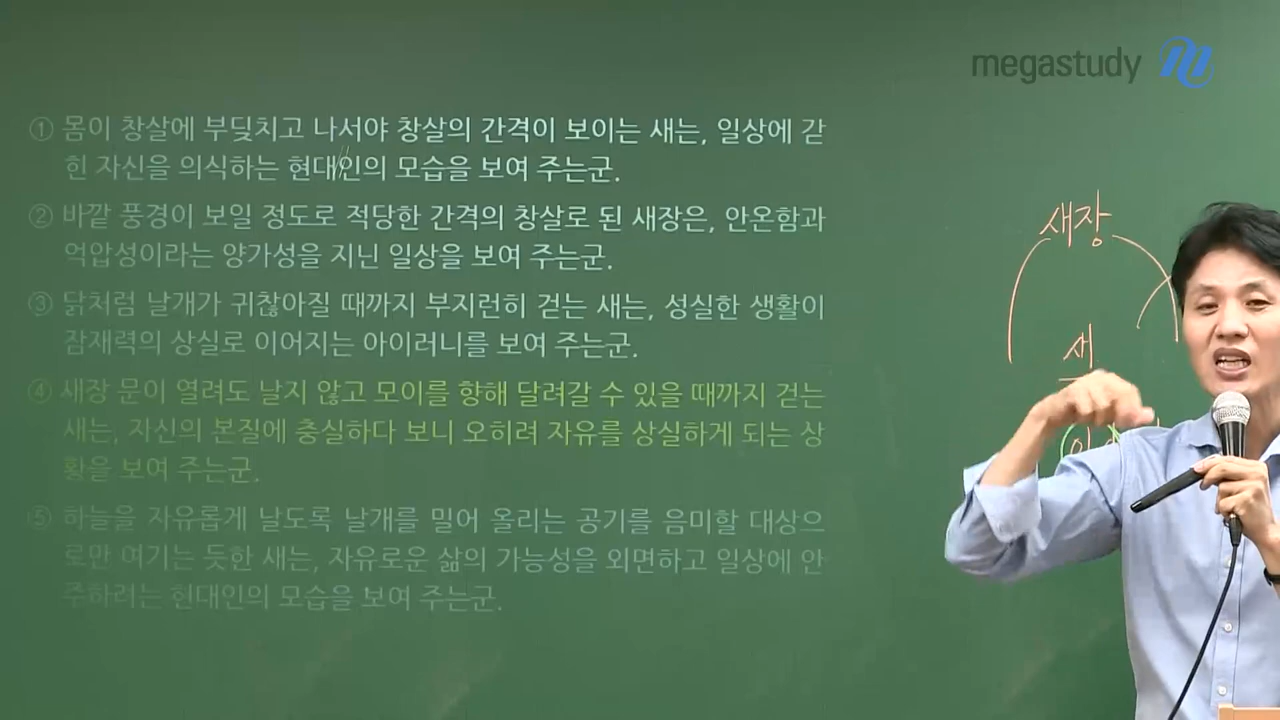 megastudy
① 몸이 창살에 부딪치고 나서야 창살의 간격이 보이는 새는, 일상에 갇
힌 자신을 의식하는 현대인의 모습을 보여 주는군.
② 바깥 풍경이 보일 정도로 적당한 간격의 창살로 된 새장은, 안온함과
억압성이라는 양가성을 지닌 일상을 보여 주는군.
③ 닭처럼 날개가 귀찮아질 때까지 부지런히 걷는 새는, 성실한 생활이
잠재력의 상실로 이어지는 아이러니를 보여 주는군.
④ 새장 문이 열려도 날지 않고 모이를 향해 달려갈 수 있을 때까지 걷는
새는, 자신의 본질에 충실하다 보니 오히려 자유를 상실하게 되는 상
황을 보여 주는군.
⑤ 하늘을 자유롭게 날도록 날개를 밀어 올리는 공기를 음미할 대상으
로만 여기는 듯한 새는, 자유로운 삶의 가능성을 외면하고 일상에 안
주하려는 현대인의 모습을 보여 주는군.
새장
새